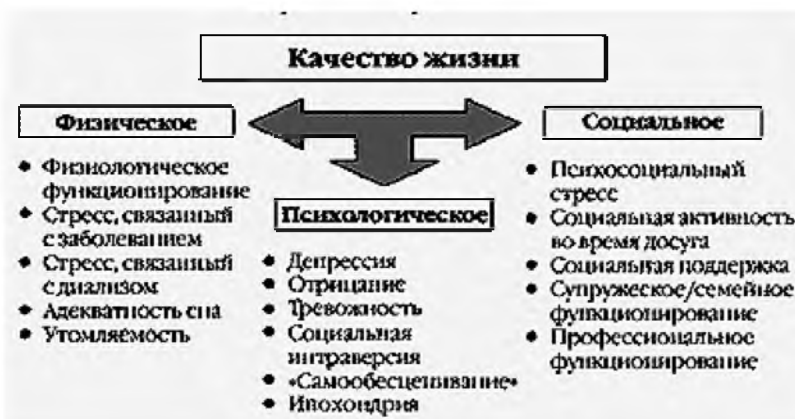 Качество жизни
Физическое
Физиологическое
функционирование
Стресс, связанный
с заболеванием
Стресс, связанный
с диализом
Адекватность сна
Утомляемость
Психологическое
Депрессия
Отрицание
Тревожность
Социальная
интраверсия
«Самообесценивание»
Ипохондрия
Социальное
Психосоциальный
стресс
Социальная активность
во время досуга
Социальная поддержка
Супружеское/семейное
функционирование
Профессиональное
функционирование